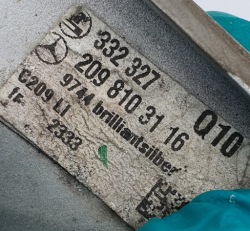 332 327
209 810 31 16 Q10
9744 brilliantsilber
C209 LI
2333